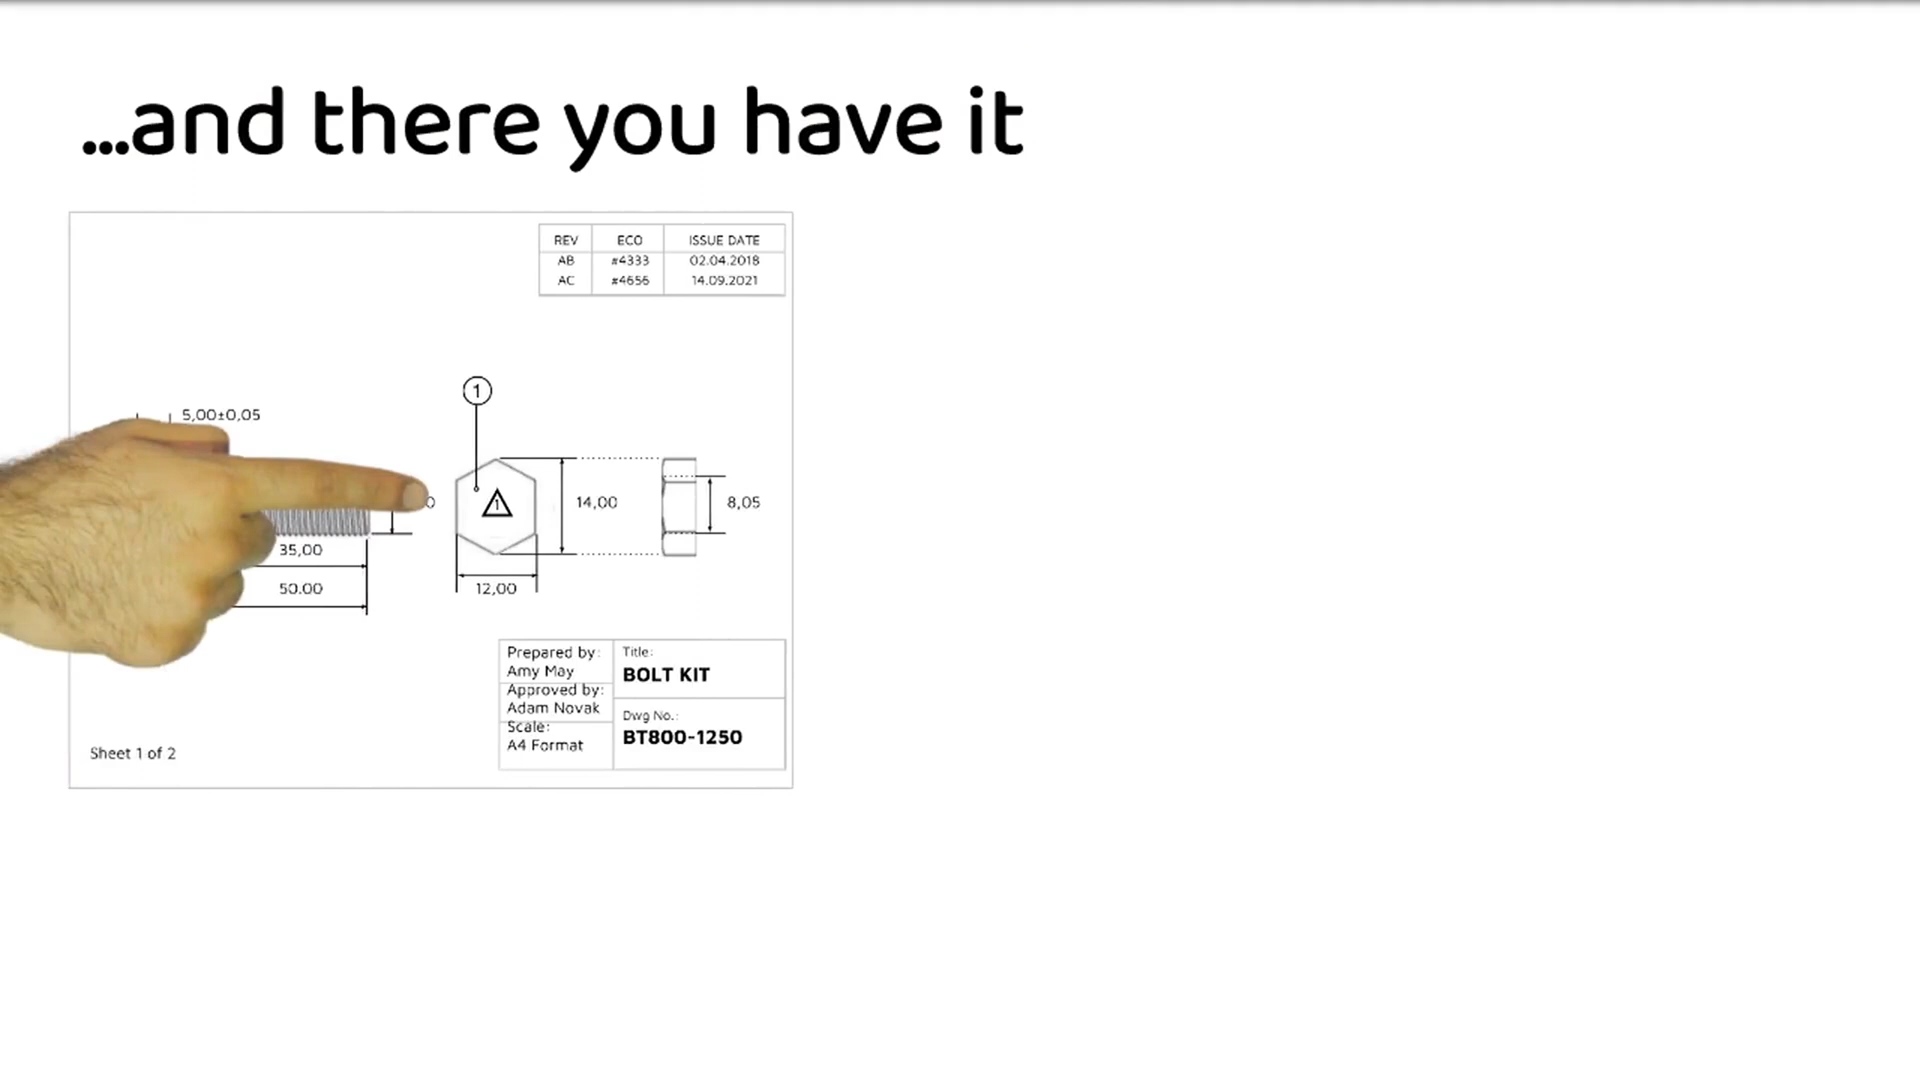 ...and there you have it
REV ECO ISSUE DATE
AB #4333 02.04.2018
AC #4656 14.09.2021
1
5,00±0,05
1
14,00
8,05
35,00
50.00
12,00
Prepared by:
Amy May
Approved by:
Adam Novak
Scale:
A4 Format
Title:
BOLT KIT
Dwg No.:
BT800-1250
Sheet 1 of 2